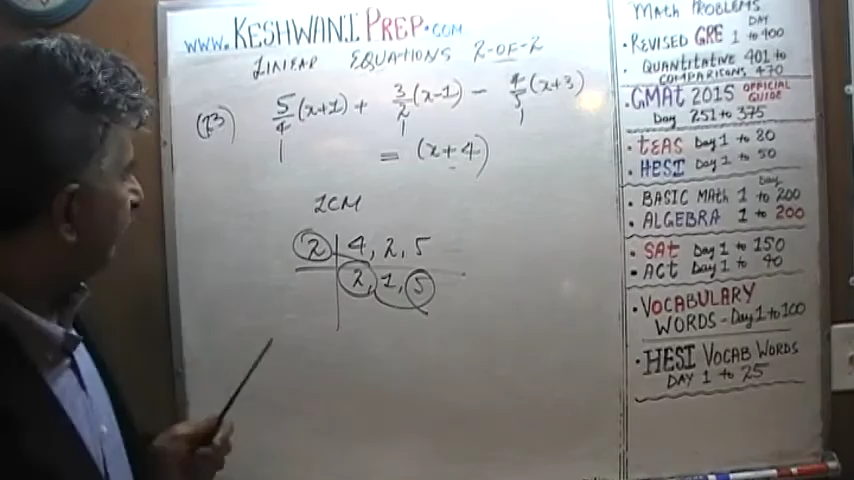 www.KESHWANI PREP.COM
LINEAR EQUATIONS 2-OF-2
5/4 (x+1) + 3/2 (x-1) - 4/5 (x+3)
= (x+4)
LCM
2 | 4, 2, 5
2, 1, 5
MATH PROBLEMS
DAY
• REVISED GRE 1 to 400
• QUANTITATIVE 401 to
COMPARISONS 470
• GMAt 2015 OFFICIAL GUIDE
Day 251 to 375
• tEAS Day 1 to 80
• HESI Day 1 to 50
Day
• BASIC MAth 1 to 200
• ALGEBRA 1 to 200
• SAt Day 1 to 150
• ACt Day 1 to 40
• VOCABULARY
WORDS - Day 1 to 100
• HESI VOCAB WORDS
DAY 1 to 25